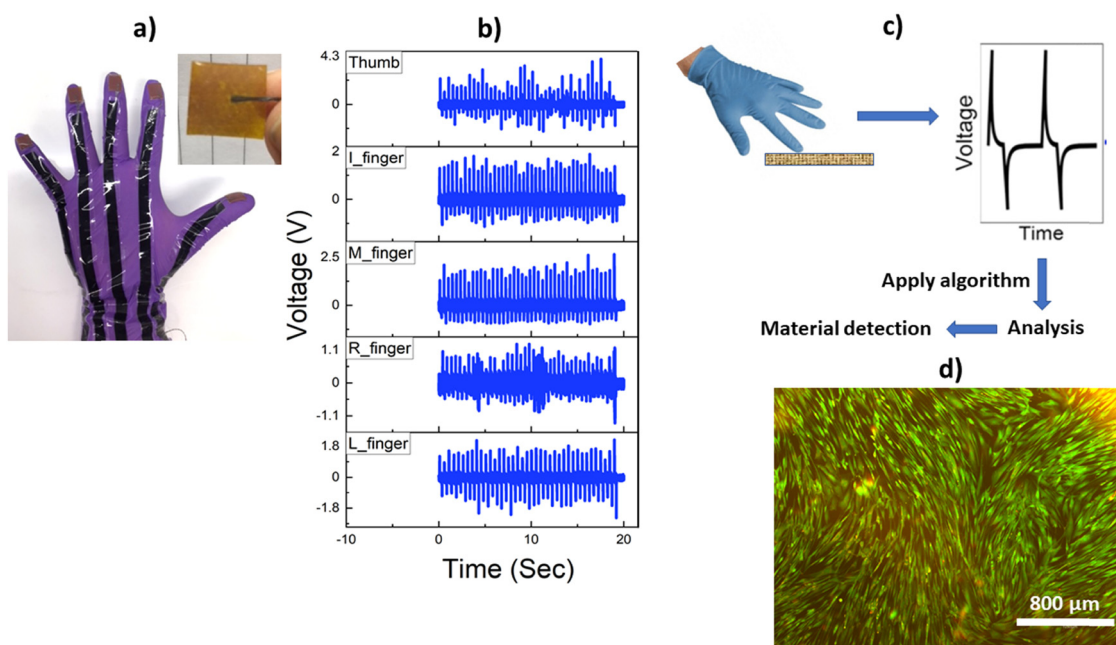 a)
b)
Voltage (V)
Thumb
4.3
0
I_finger
2
0
M_finger
2.5
0
R_finger
1.1
0
-1.1
L_finger
1.8
0
-1.8
-10 0 10 20
Time (Sec)
c)
Voltage
Time
Apply algorithm
Analysis
Material detection
d)
800 µm